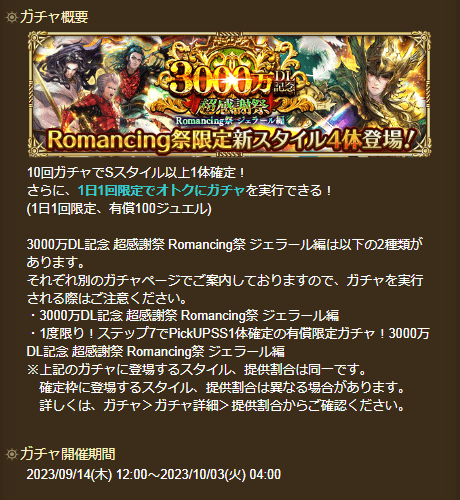 ガチャ概要
3000万DL記念
超感謝祭
Romancing祭 ジェラール編
Romancing祭限定新スタイル4体登場!
10回ガチャでSスタイル以上1体確定！
さらに、1日1回限定でオトクにガチャを実行できる！
(1日1回限定、有償100ジュエル)
3000万DL記念 超感謝祭 Romancing祭 ジェラール編は以下の2種類が
あります。
それぞれ別のガチャページでご案内しておりますので、ガチャを実行
される際はご注意ください。
・3000万DL記念 超感謝祭 Romancing祭 ジェラール編
・1度限り！ステップ7でPickUPSS1体確定の有償限定ガチャ！3000万
DL記念 超感謝祭 Romancing祭 ジェラール編
※上記のガチャに登場するスタイル、提供割合は同一です。
確定枠に登場するスタイル、提供割合は異なる場合があります。
詳しくは、ガチャ＞ガチャ詳細＞提供割合からご確認ください。
ガチャ開催期間
2023/09/14(木) 12:00～2023/10/03(火) 04:00